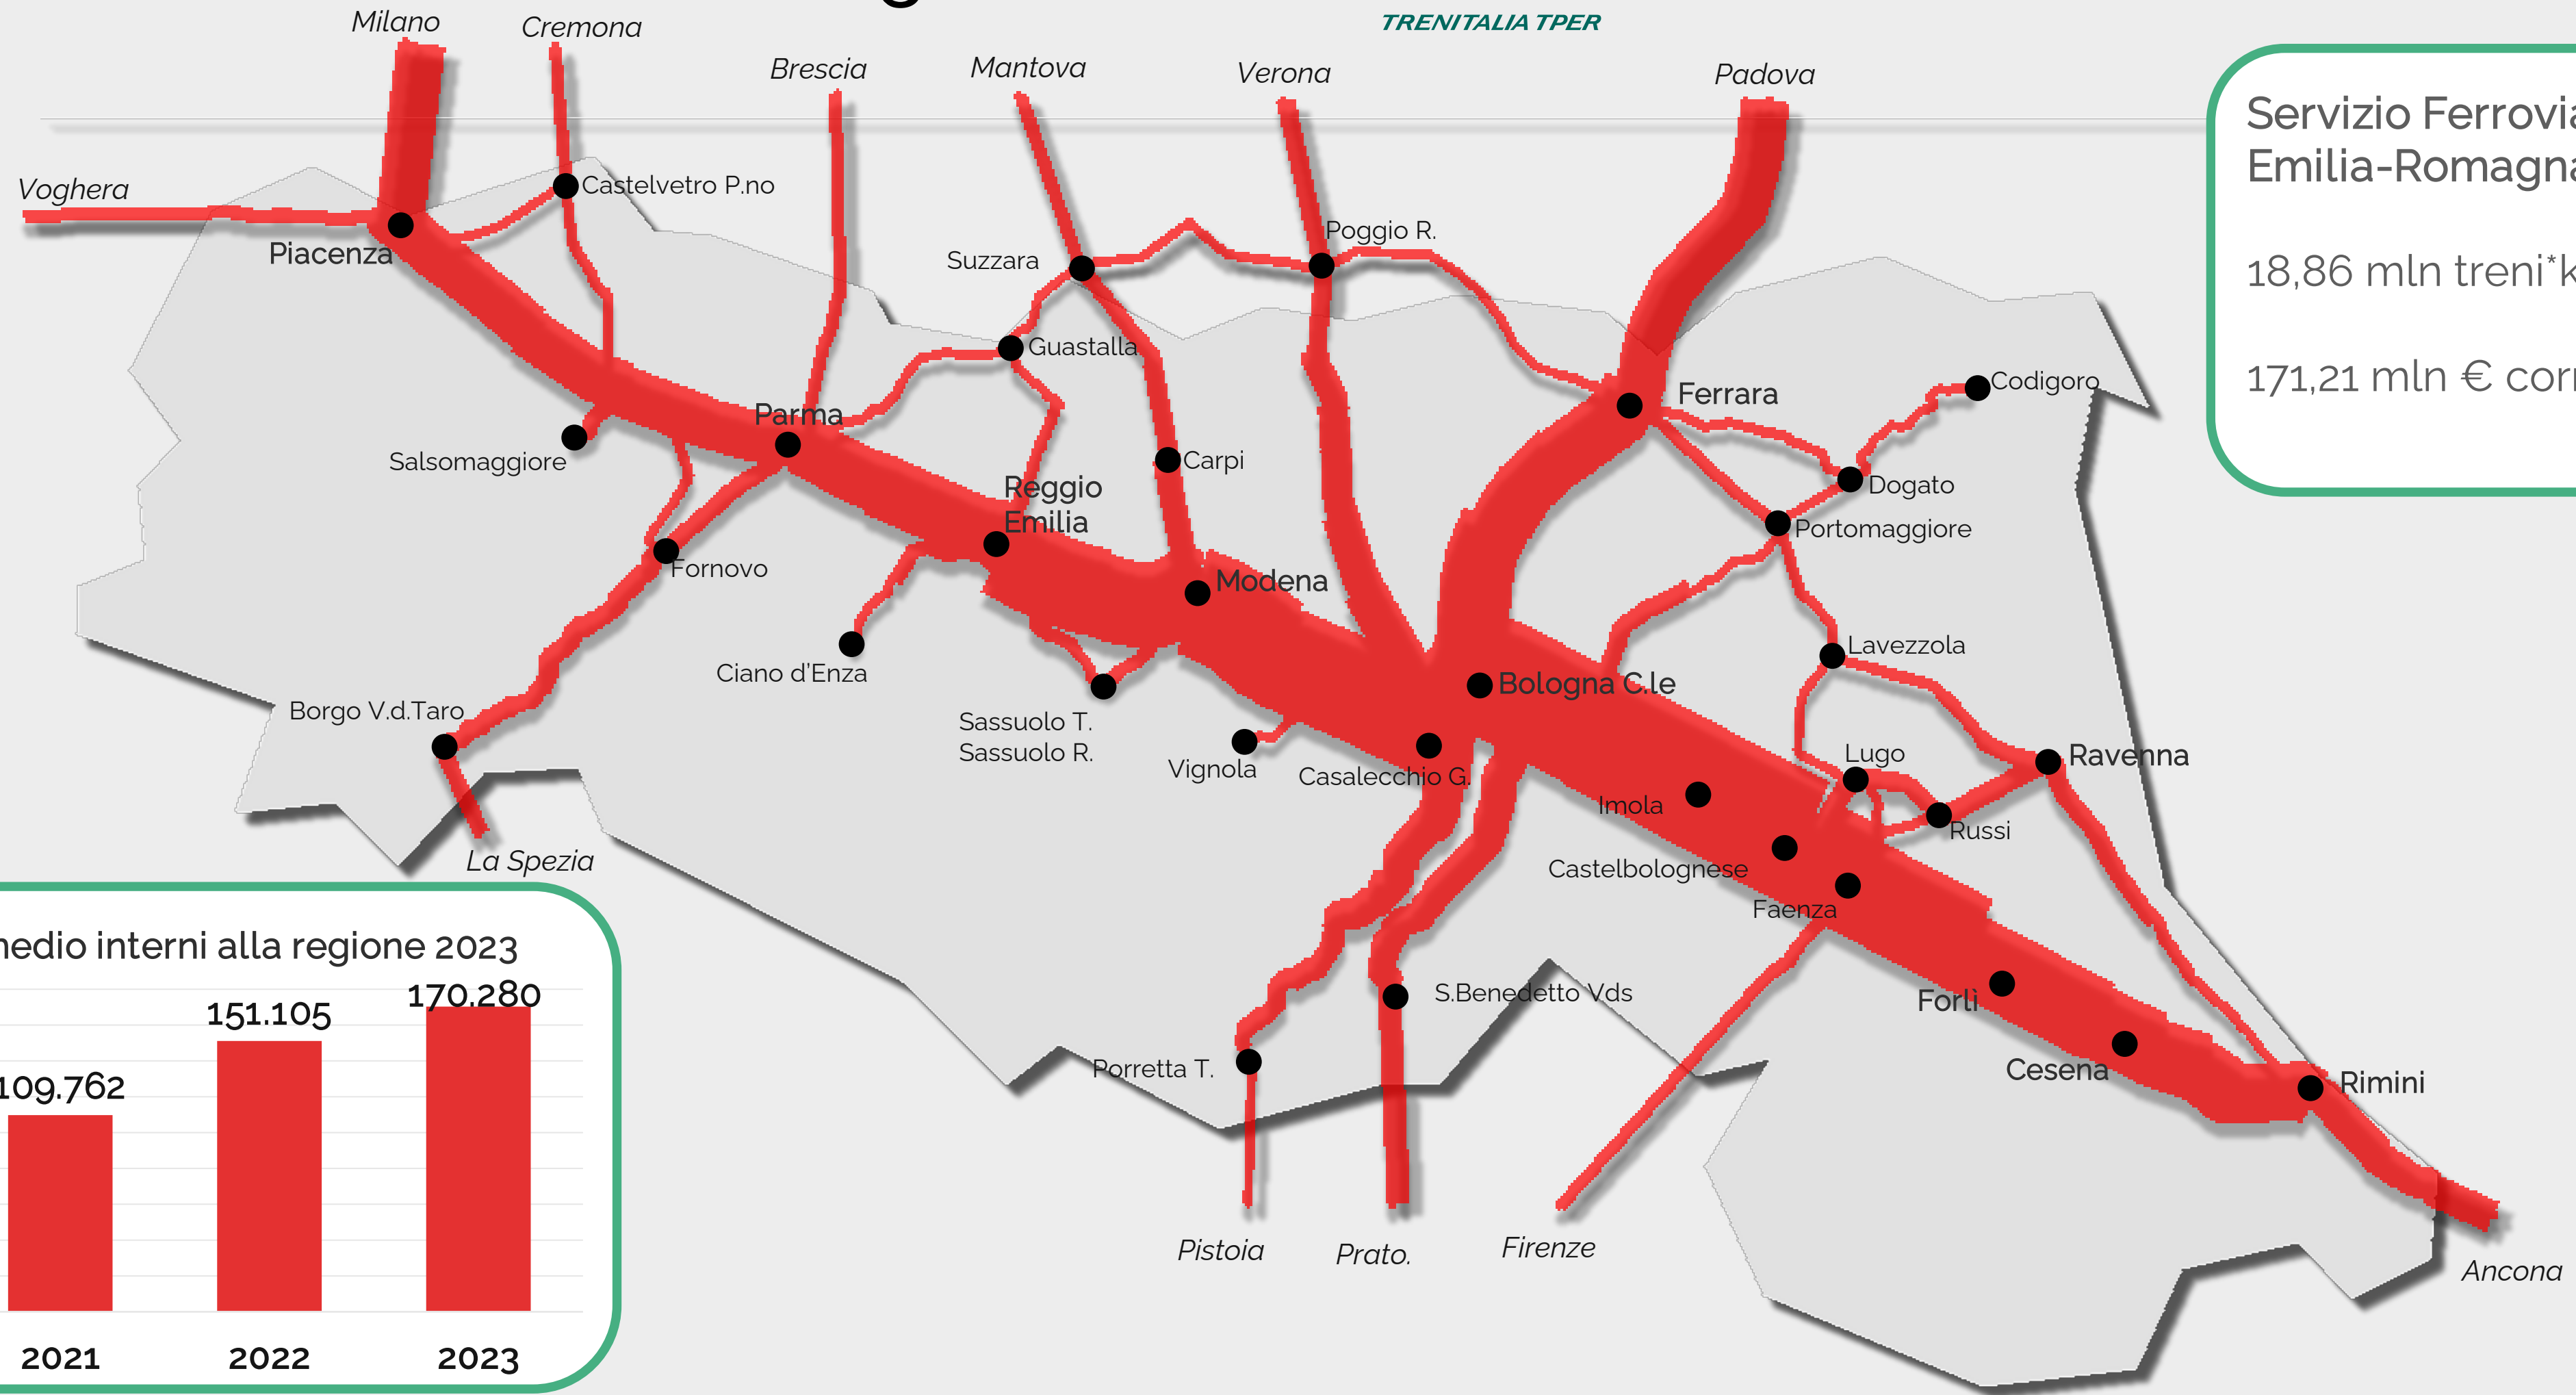 Milano
Cremona
TRENITALIA TPER
Brescia
Mantova
Verona
Padova
Servizio Ferrovia
Emilia-Romagna
18,86 mln treni*k
171,21 mln €
Voghera
Castelvetro P.no
Piacenza
Suzzara
Poggio R.
Guastalla
Ferrara
Codigoro
Parma
Salsomaggiore
Carpi
Reggio
Emilia
Dogato
Portomaggiore
Fornovo
Modena
Lavezzola
Ciano d'Enza
Bologna C.le
Borgo V.d.Taro
Sassuolo T.
Sassuolo R.
Vignola
Casalecchio G.
Lugo
Ravenna
Imola
Russi
La Spezia
Castelbolognese
Faenza
S.Benedetto Vds
Forlì
Porretta T.
Cesena
Rimini
Pistoia
Prato.
Firenze
Ancona
medio interni alla regione 2023
109.762
151.105
170.280
2021
2022
2023